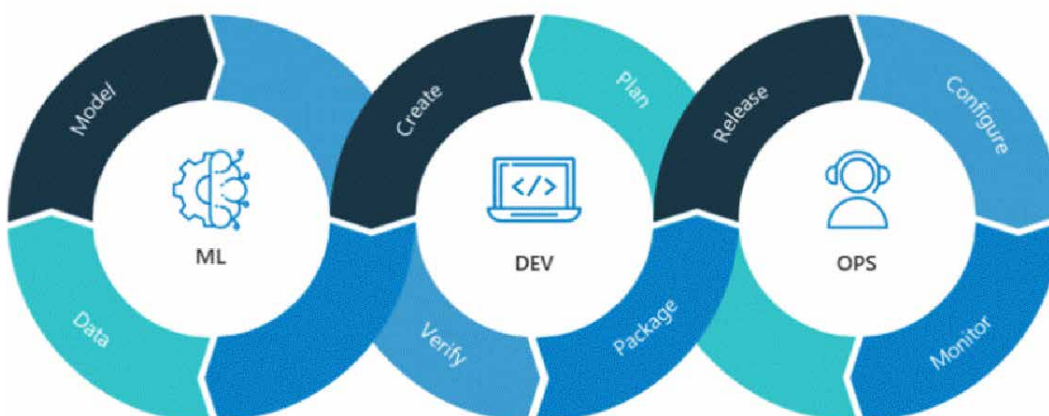 Model
Data
ML
Create
Plan
Verify
Package
DEV
Release
Configure
Monitor
OPS